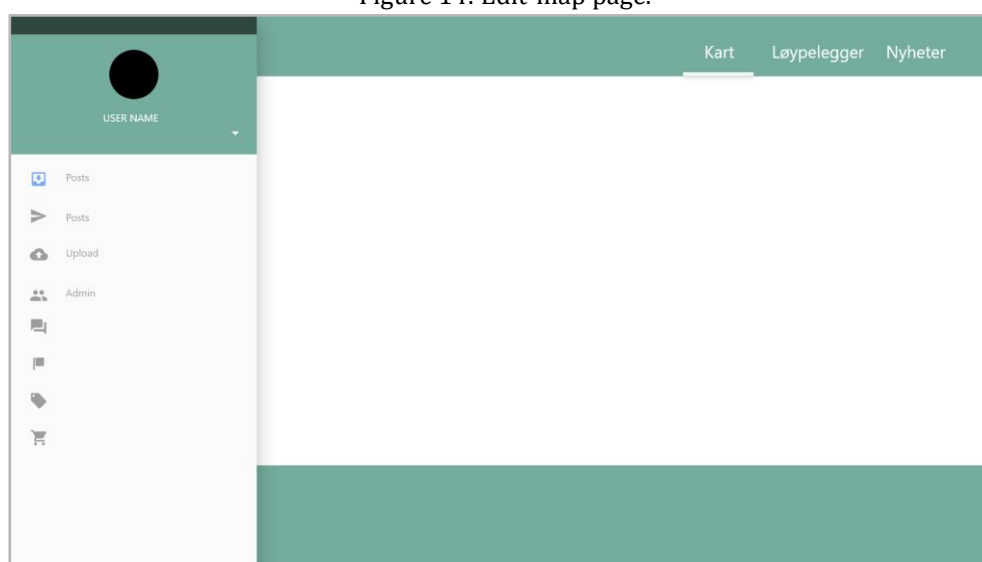 Figure 14: Edit map page.
Kart Løypelegger Nyheter
USER NAME
Posts
Posts
Upload
Admin